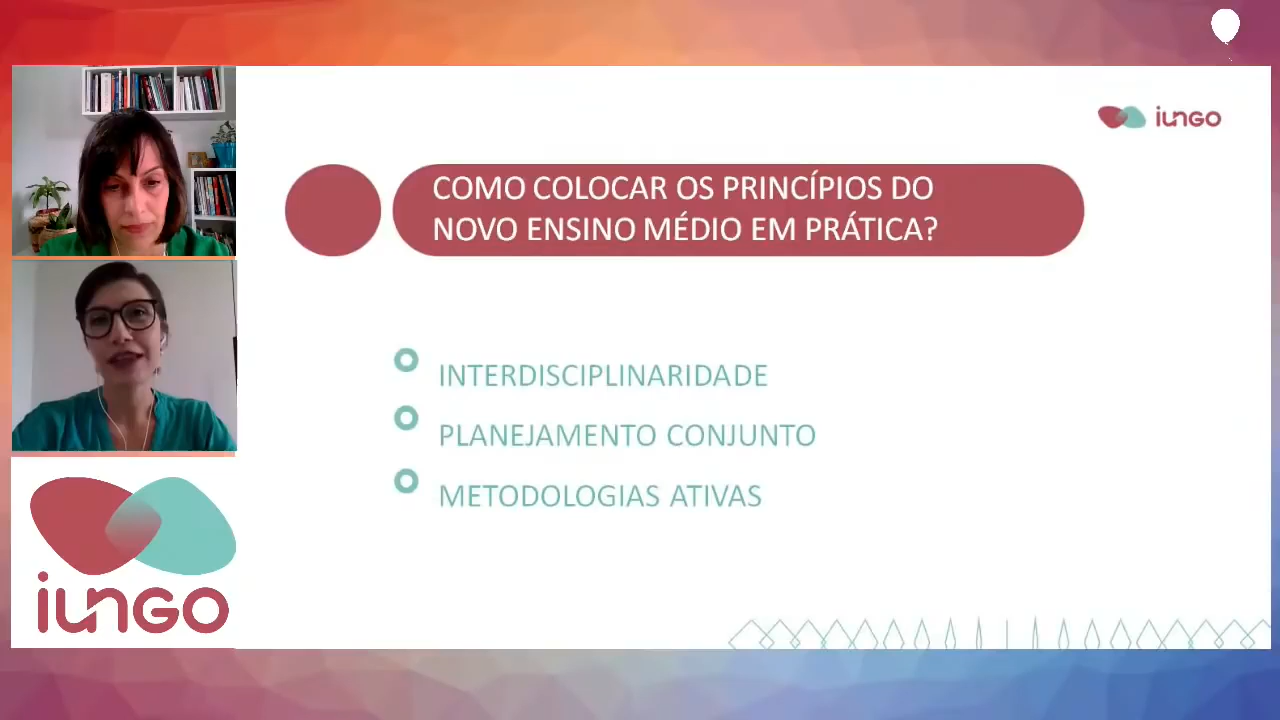 iungo
COMO COLOCAR OS PRINCÍPIOS DO
NOVO ENSINO MÉDIO EM PRÁTICA?
INTERDISCIPLINARIDADE
PLANEJAMENTO CONJUNTO
METODOLOGIAS ATIVAS
iungo